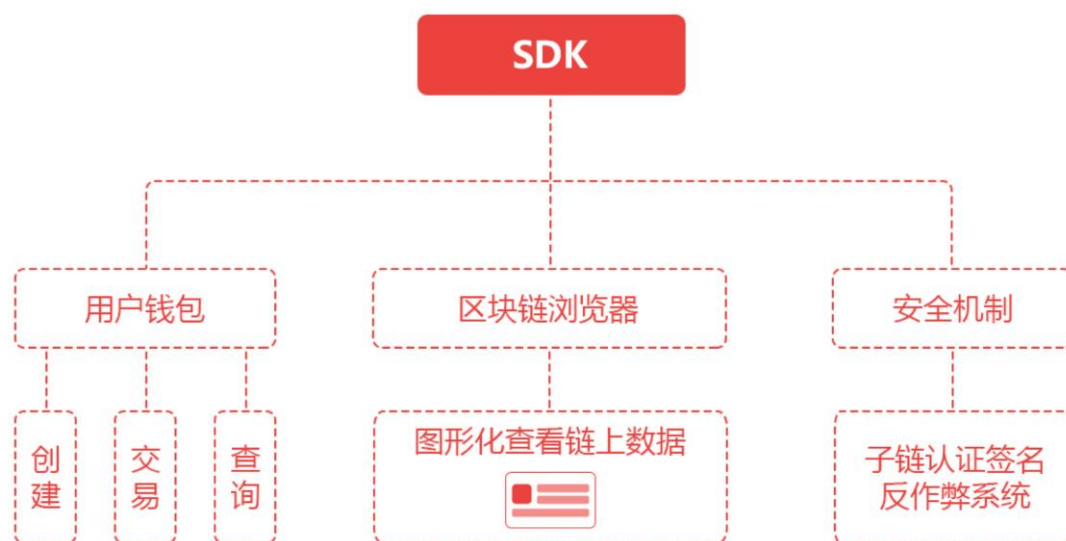 SDK
用户钱包
区块链浏览器
安全机制
创建
交易
查询
图形化查看链上数据
子链认证签名
反作弊系统